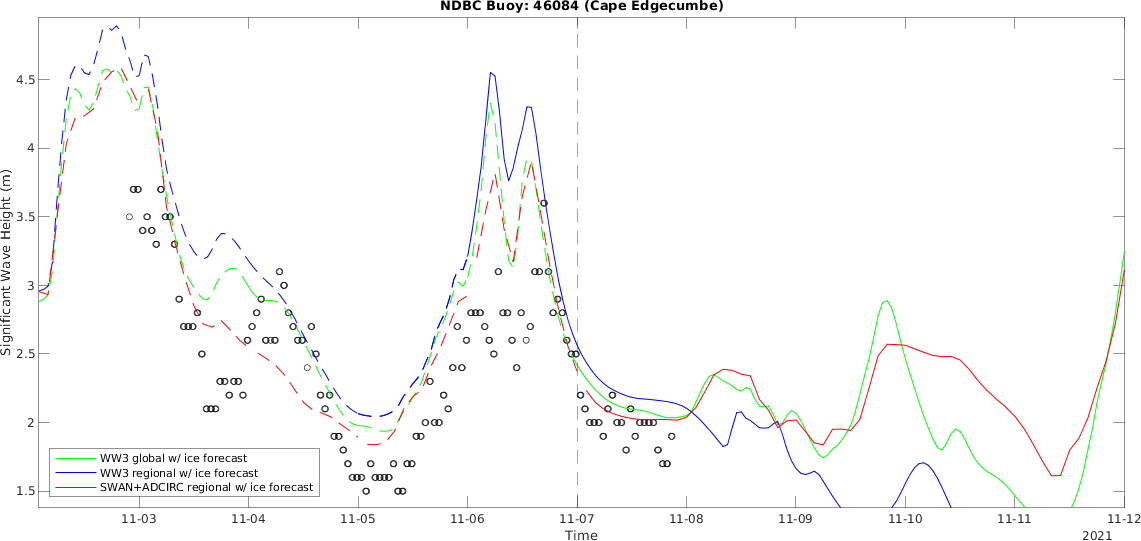 NDBC Buoy: 46084 (Cape Edgecumbe)
Significant Wave Height (m)
4.5
4
3.5
3
2.5
2
1.5
WW3 global w/ ice forecast
WW3 regional w/ ice forecast
SWAN+ADCIRC regional w/ ice forecast
11-03 11-04 11-05 11-06 11-07 11-08 11-09 11-10 11-11 11-12
Time
2021